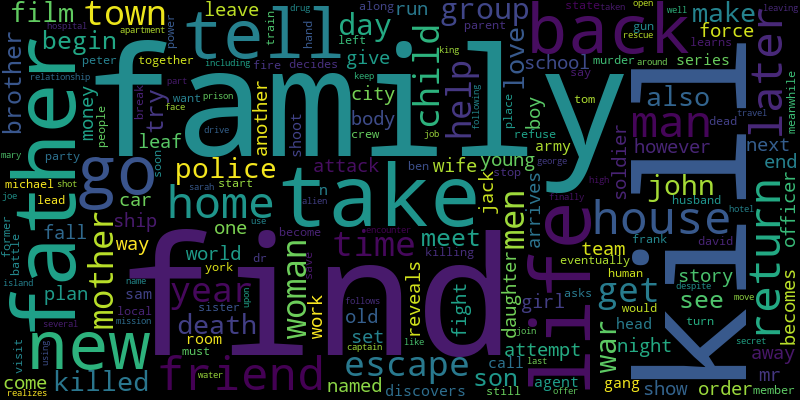 film
town
leave
along
run
drug
hand
hospital
open
taken
leaving
begin
apartment
power
tell
day
train
group
back
state
gun
rescue
well
make
force
later
brother
peter
together
left
give
love
parent
king
learns
relationship
including
fire
decides
child
keep
school
say
murder
around
series
father
family
money
people
try
break
want
part
face
prison
another
city
help
following
place
boy
tom
also
meanwhile
leaf
soon
drive
body
crew
job
refuse
army
man
dead
mary
party
go
police
shoot
attack
ben
wife
young
stop
george
soldier
however
next
travel
joe
michael
shot
car
start
sarah
take
jack
high
john
husband
end
former
lead
home
n
alien
use
men
arrives
finally
hotel
officer
battle
mother
ship
one
woman
become
time
meet
encounter
house
frank
david
return
island
fall
way
world
dr
killing
team
eventually
kill
plan
sam
york
year
save
reveals
fight
daughter
girl
asks
life
human
story
despite
becomes
new
local
mission
name
sister
upon
work
follows
old
captain
like
join
get
would
see
move
several
death
room
set
attempt
war
head
turn
secret
away
visit
using
must
friend
last
call
night
come
killed
named
water
discovers
son
still
agent
offer
gang
show
order
mr
member
realizes
find